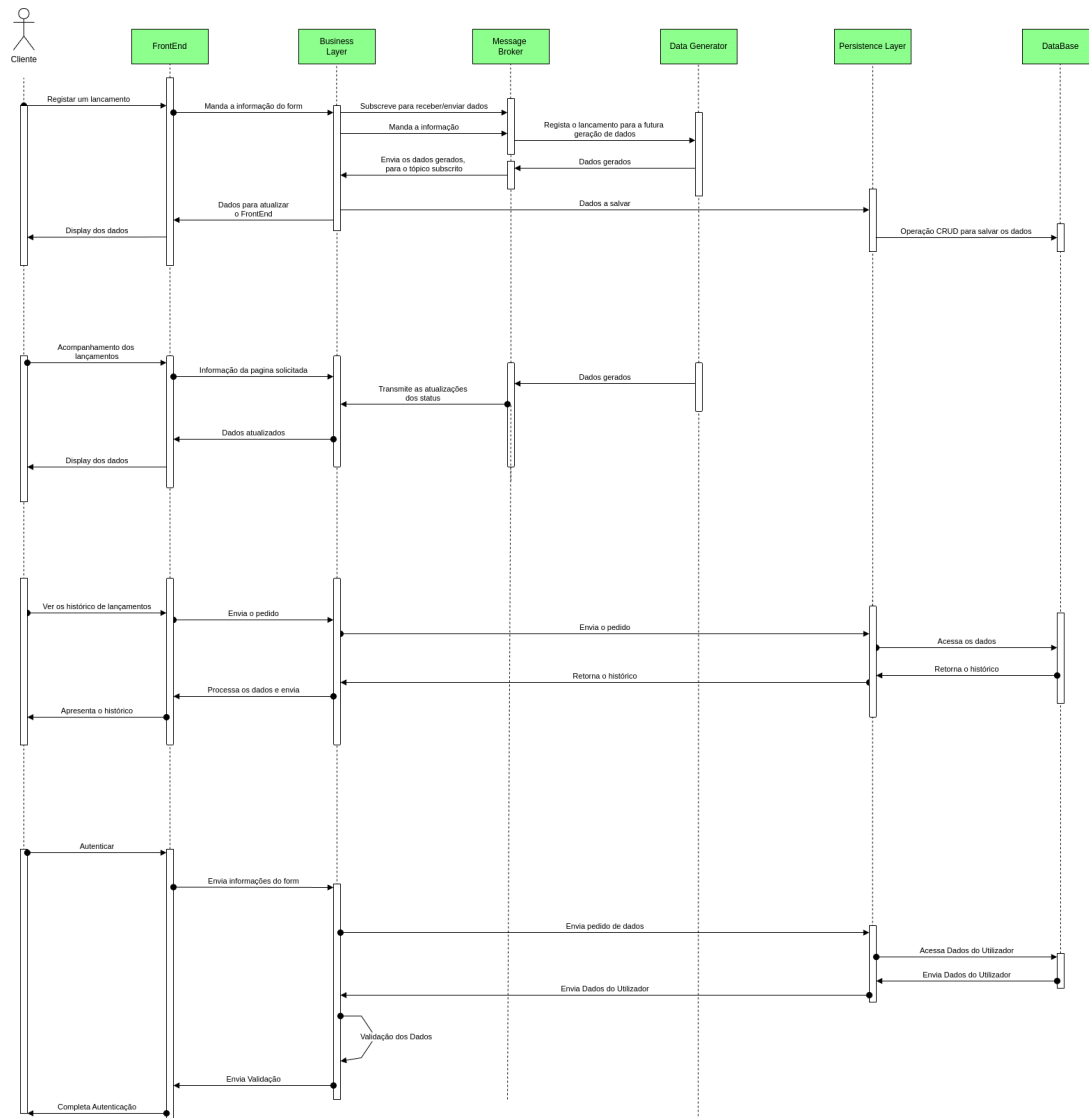 Cliente
FrontEnd
Business
Layer
Message
Broker
Data Generator
Persistence Layer
DataBase
Registar um lancamento
Manda a informação do form
Subscreve para receber/enviar dados
Manda a informação
Regista o lancamento para a futura
geração de dados
Envia os dados gerados,
para o tópico subscrito
Dados gerados
Dados para atualizar
o FrontEnd
Dados a salvar
Display dos dados
Operação CRUD para salvar os dados
Acompanhamento dos
lançamentos
Informação da pagina solicitada
Dados gerados
Transmite as atualizações
dos status
Dados atualizados
Display dos dados
Ver os histórico de lançamentos
Envia o pedido
Envia o pedido
Acessa os dados
Retorna o histórico
Retorna o histórico
Processa os dados e envia
Apresenta o histórico
Autenticar
Envia informações do form
Envia pedido de dados
Acessa Dados do Utilizador
Envia Dados do Utilizador
Envia Dados do Utilizador
Validação dos Dados
Envia Validação
Completa Autenticação